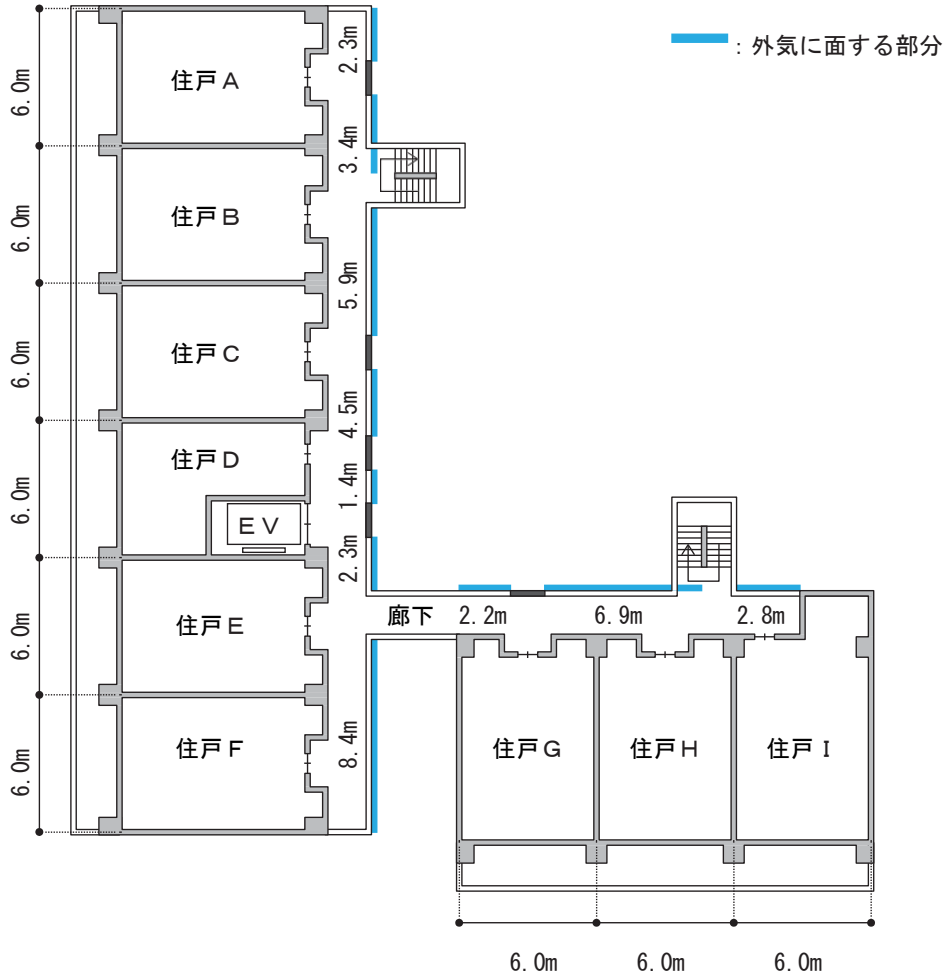 ：外気に面する部分
2.3m
住戸A
6.0m
3.4m
住戸B
6.0m
5.9m
住戸C
6.0m
4.5m
住戸D
6.0m
1.4m
EV
2.3m
廊下
2.2m
6.9m
2.8m
住戸E
6.0m
住戸F
6.0m
8.4m
住戸G
住戸H
住戸I
6.0m
6.0m
6.0m